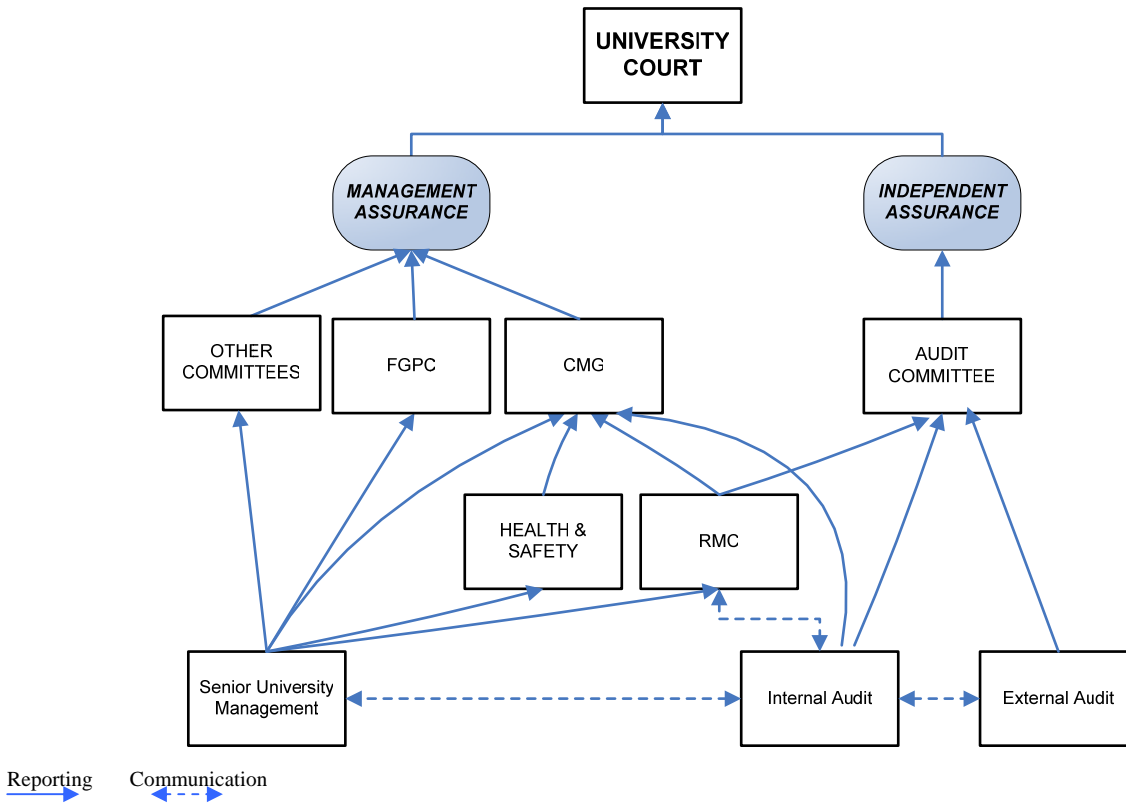 UNIVERSITY
COURT
MANAGEMENT
ASSURANCE
INDEPENDENT
ASSURANCE
OTHER
COMMITTEES
FGPC
CMG
AUDIT
COMMITTEE
HEALTH &
SAFETY
RMC
Senior University
Management
Internal Audit
External Audit
Reporting
Communication